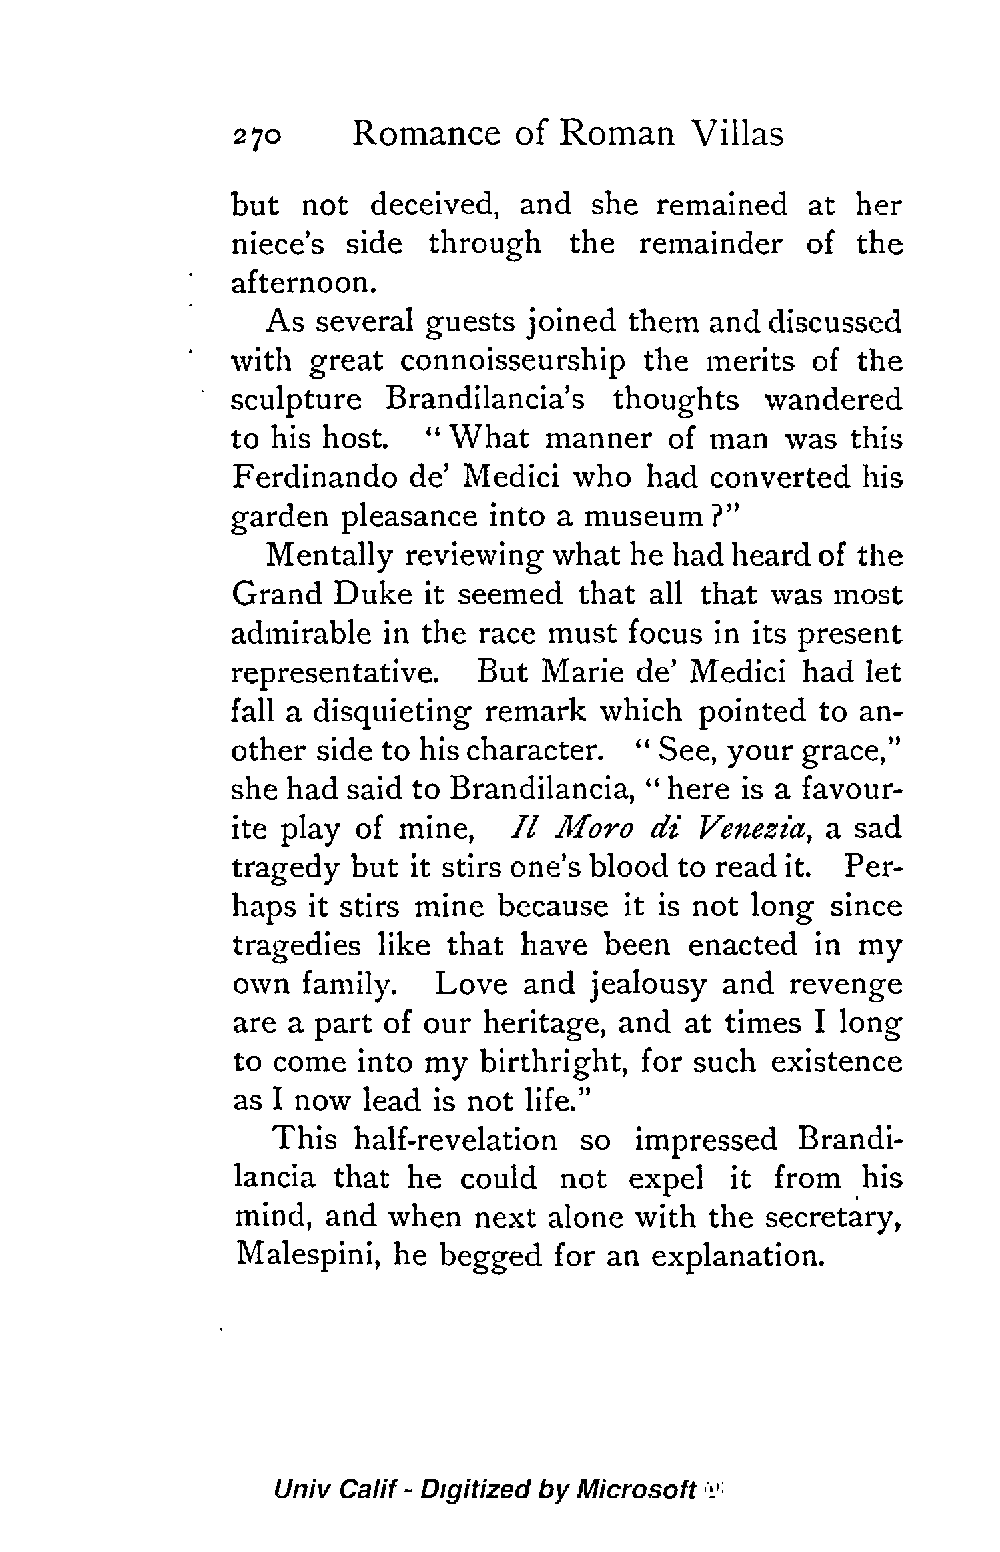 270 Romance of Roman Villas
but not deceived, and she remained at her
niece's side through the remainder of the
afternoon.
As several guests joined them and discussed
with great connoisseurship the merits of the
sculpture Brandilancia's thoughts wandered
to his host. “What manner of man was this
Ferdinando de' Medici who had converted his
garden pleasance into a museum?”
Mentally reviewing what he had heard of the
Grand Duke it seemed that all that was most
admirable in the race must focus in its present
representative. But Marie de' Medici had let
fall a disquieting remark which pointed to an-
other side to his character. “See, your grace,”
she had said to Brandilancia, “here is a favour-
ite play of mine, Il Moro di Venezia, a sad
tragedy but it stirs one's blood to read it. Per-
haps it stirs mine because it is not long since
tragedies like that have been enacted in my
own family. Love and jealousy and revenge
are a part of our heritage, and at times I long
to come into my birthright, for such existence
as I now lead is not life.”
This half-revelation so impressed Brandi-
lancia that he could not expel it from his
mind, and when next alone with the secretary,
Malespini, he begged for an explanation.
Univ Calif - Digitized by Microsoft ®